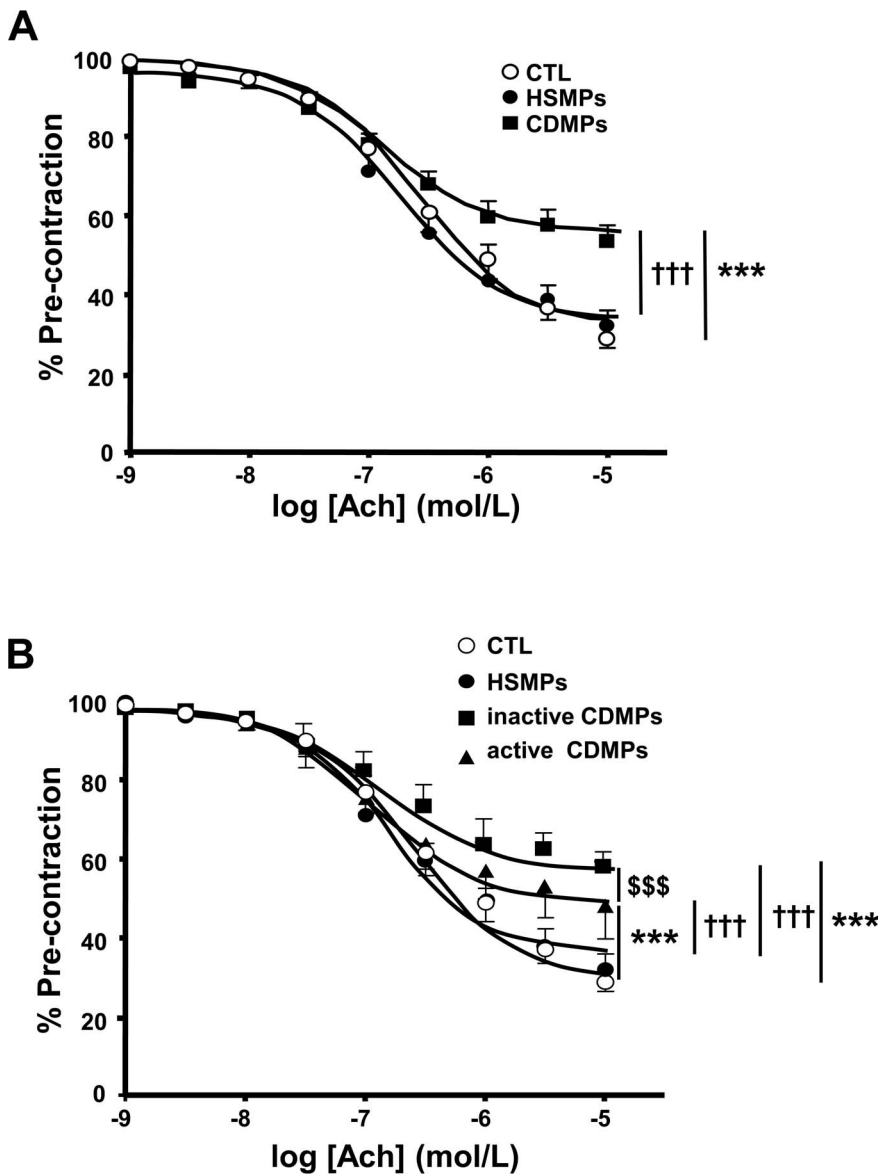 A
100
80
60
40
20
0
% Pre-contraction
CTL
HSMPs
CDMPs
††† ***
-9 -8 -7 -6 -5
log [Ach] (mol/L)
B
100
80
60
40
20
0
% Pre-contraction
CTL
HSMPs
inactive CDMPs
active CDMPs
$$$
*** ††† ††† ***
-9 -8 -7 -6 -5
log [Ach] (mol/L)